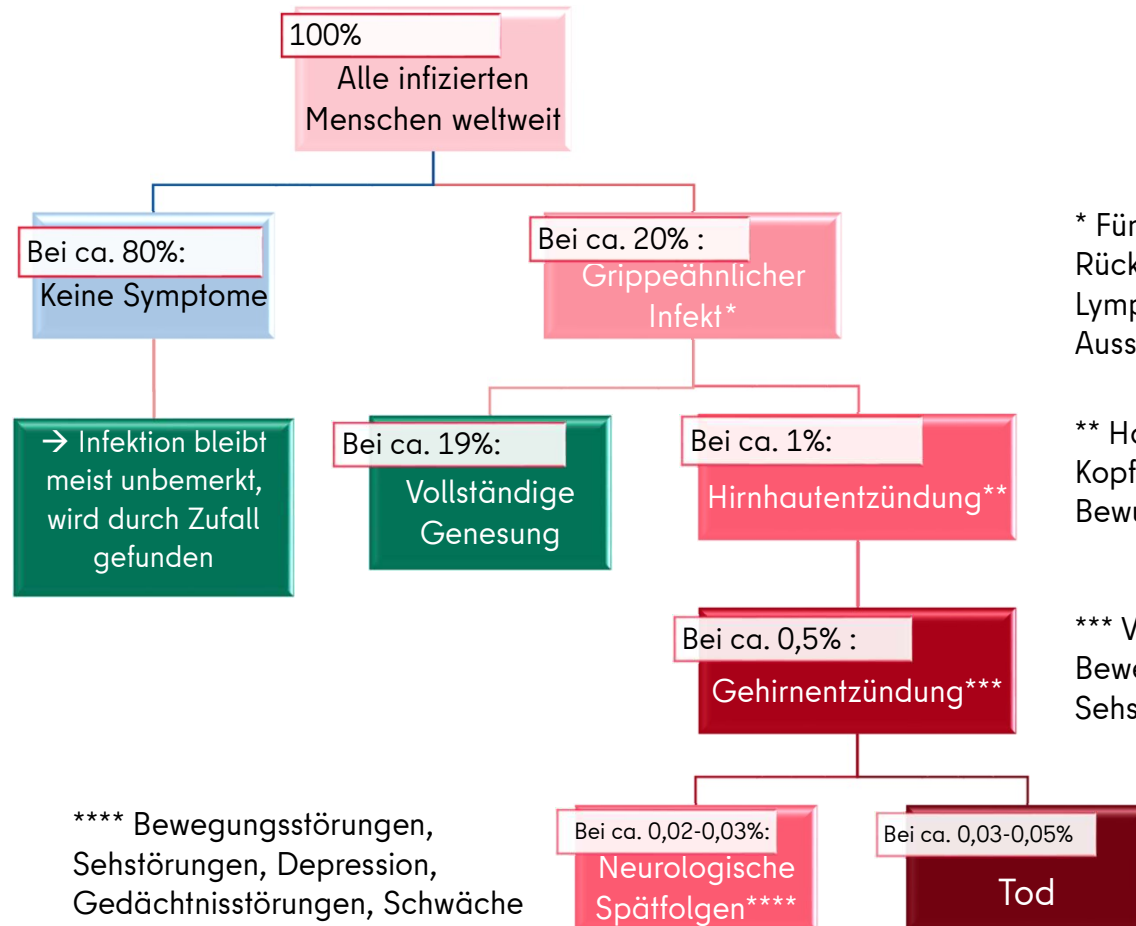 100%
Alle infizierten
Menschen weltweit
Bei ca. 80%:
Keine Symptome
Bei ca. 20% :
Grippeähnlicher
Infekt*
→ Infektion bleibt
meist unbemerkt,
wird durch Zufall
gefunden
Bei ca. 19%:
Vollständige
Genesung
Bei ca. 1%:
Hirnhautentzündung**
Bei ca. 0,5% :
Gehirnentzündung***
Bei ca. 0,02-0,03%:
Neurologische
Spätfolgen****
Bei ca. 0,03-0,05%
Tod
*
**
***
**** Bewegungsstörungen,
Sehstörungen, Depression,
Gedächtnisstörungen, Schwäche